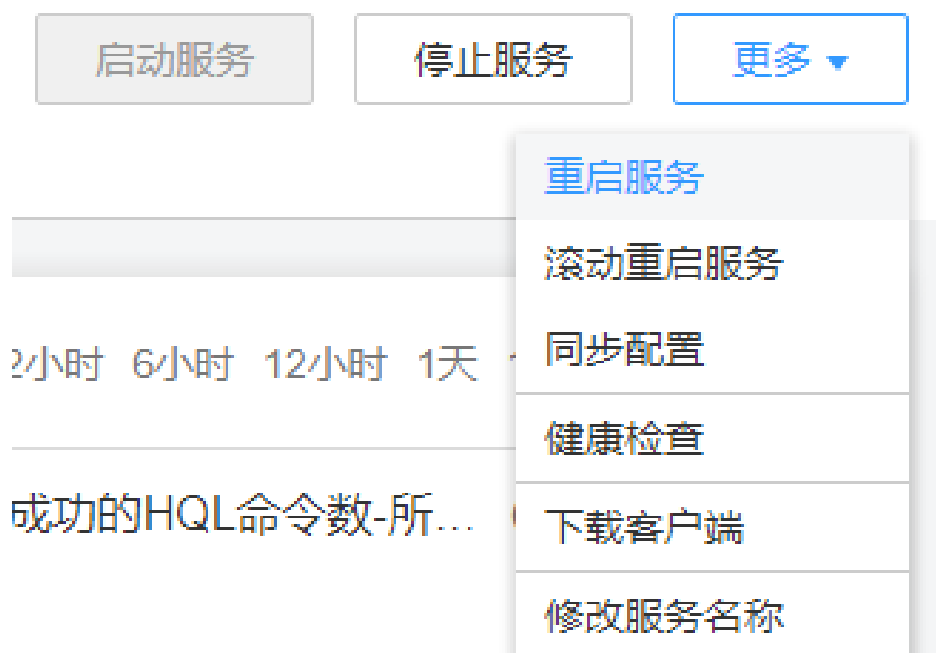 启动服务 停止服务 更多
重启服务
滚动重启服务
同步配置
2小时 6小时 12小时 1天
健康检查
成功的HQL命令数-所...
下载客户端
修改服务名称